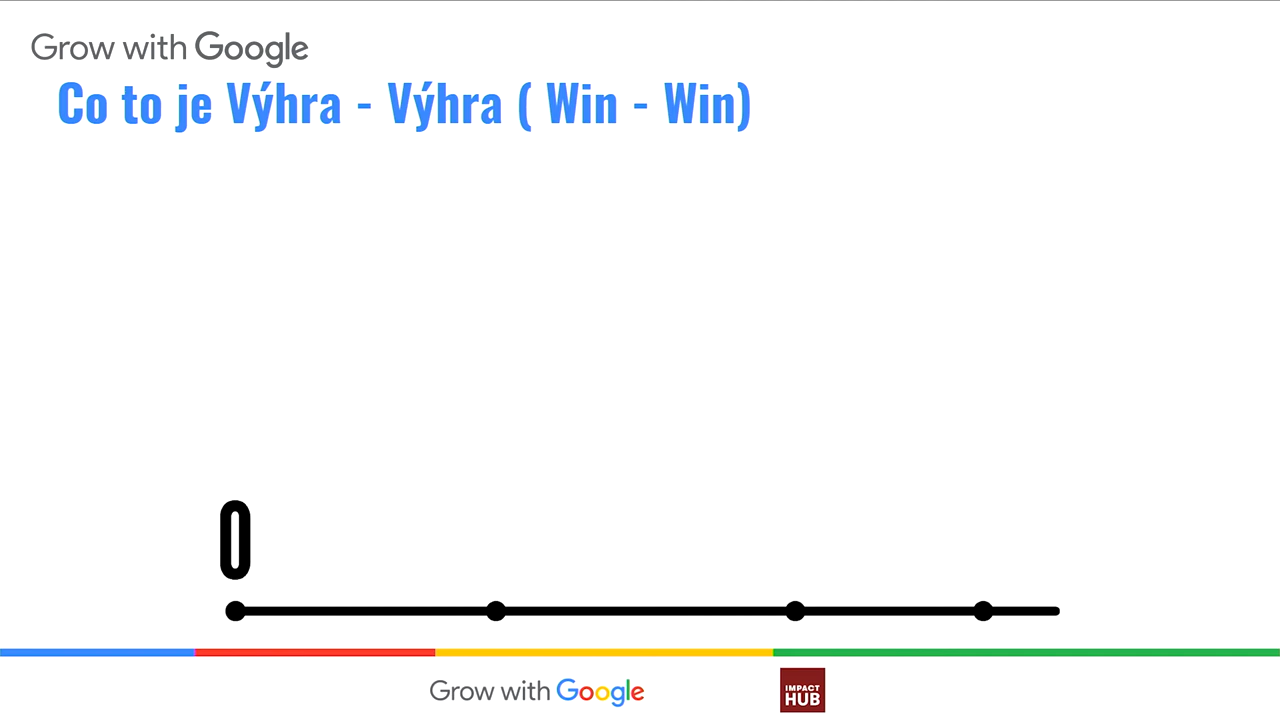 Grow with Google
Co to je Výhra - Výhra ( Win - Win)
0
Grow with Google
IMPACT
HUB